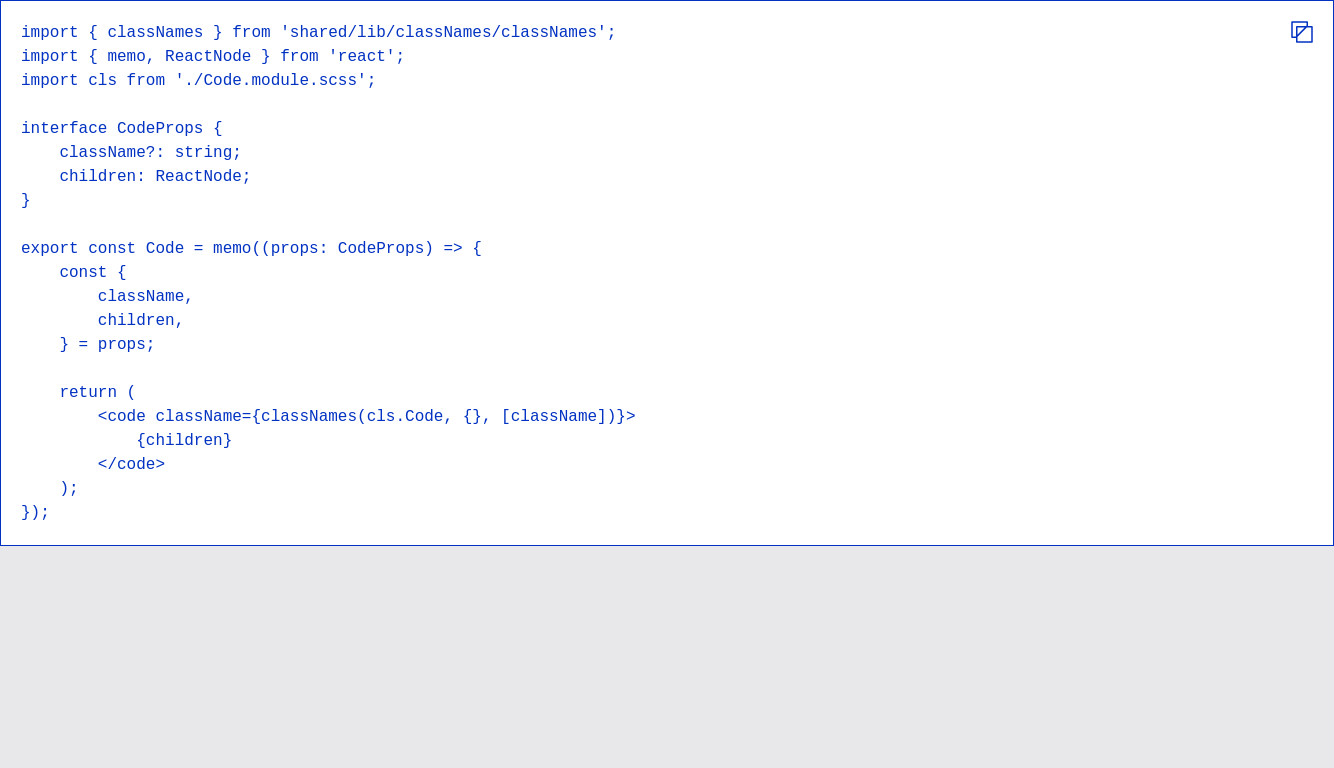 import { classNames } from 'shared/lib/classNames/classNames';
import { memo, ReactNode } from 'react';
import cls from './Code.module.scss';

interface CodeProps {
    className?: string;
    children: ReactNode;
}

export const Code = memo((props: CodeProps) => {
    const {
        className,
        children,
    } = props;

    return (
        <code className={classNames(cls.Code, {}, [className])}>
            {children}
        </code>
    );
});